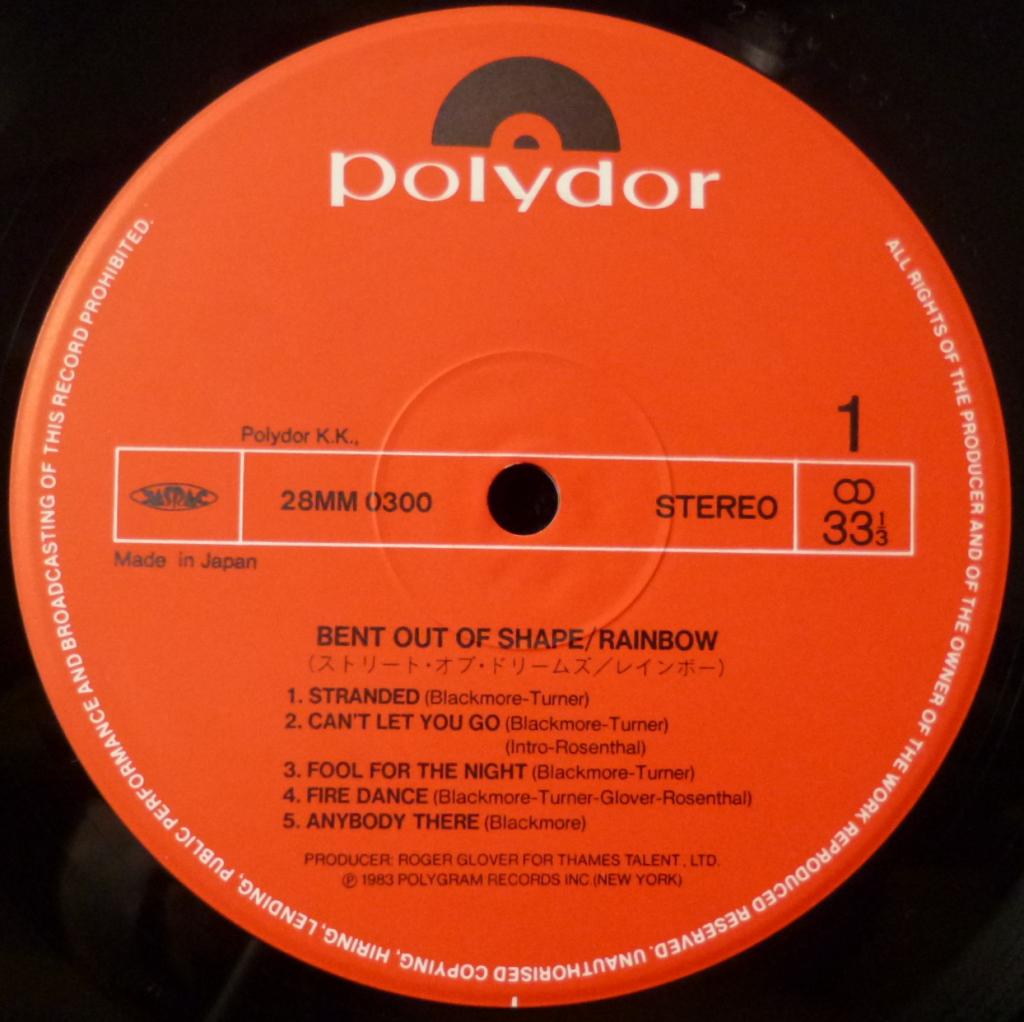 polydor
ALL RIGHTS OF THE PRODUCER AND OF THE OWNER OF THE WORK REPRODUCED RESERVED. UNAUTHORISED COPYING, HIRING, LENDING, PUBLIC PERFORMANCE AND BROADCASTING OF THIS RECORD PROHIBITED.
1
Polydor K.K.,
JASRAC
28MM 0300
STEREO
33⅓
Made in Japan
BENT OUT OF SHAPE/RAINBOW
(ストリート・オブ・ドリームズ/レインボー)
1. STRANDED (Blackmore-Turner)
2. CAN'T LET YOU GO (Blackmore-Turner)
(Intro-Rosenthal)
3. FOOL FOR THE NIGHT (Blackmore-Turner)
4. FIRE DANCE (Blackmore-Turner-Glover-Rosenthal)
5. ANYBODY THERE (Blackmore)
PRODUCER: ROGER GLOVER FOR THAMES TALENT, LTD.
℗ 1983 POLYGRAM RECORDS INC.(NEW YORK)